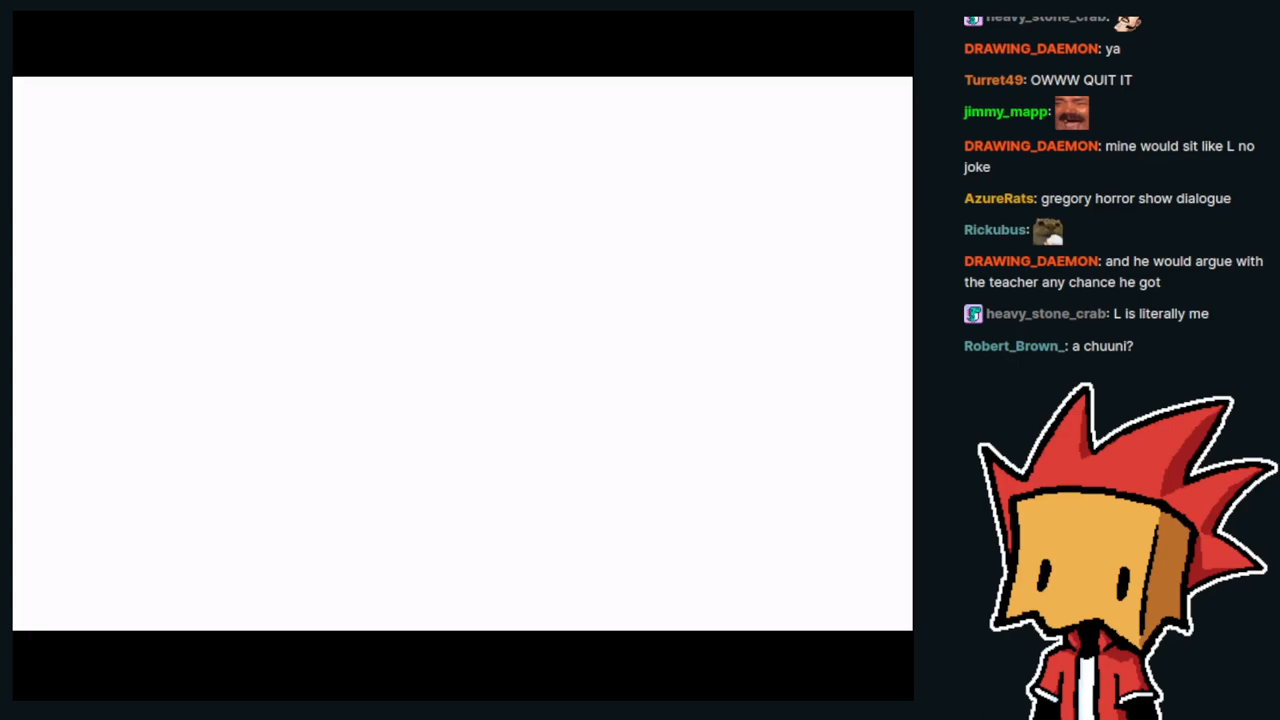 heavy_stone_crab:
DRAWING_DAEMON: ya
Turret49: OWWW QUIT IT
jimmy_mapp:
DRAWING_DAEMON: mine would sit like L no
joke
AzureRats: gregory horror show dialogue
Rickubus:
DRAWING_DAEMON: and he would argue with
the teacher any chance he got
heavy_stone_crab: L is literally me
Robert_Brown_: a chuuni?